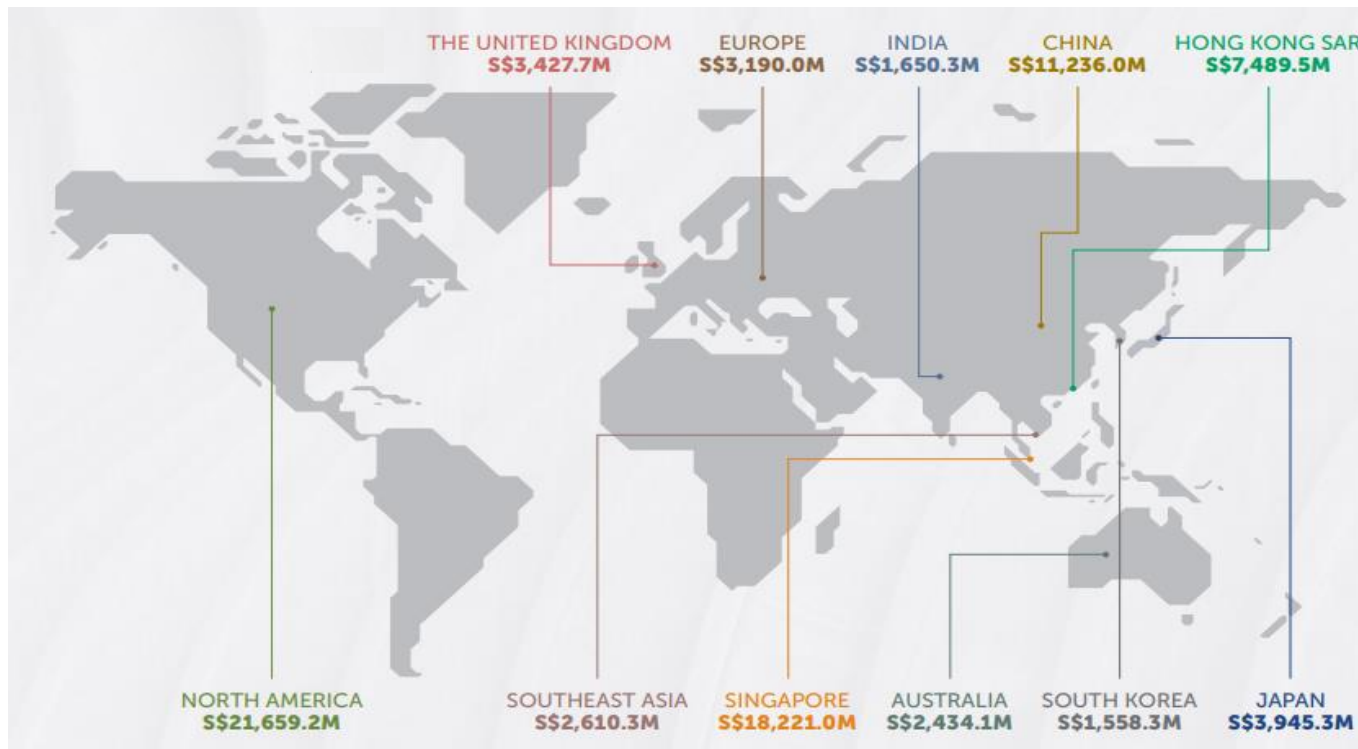 THE UNITED KINGDOM
S$3,427.7M
EUROPE
S$3,190.0M
INDIA
S$1,650.3M
CHINA
S$11,236.0M
HONG KONG SAR
S$7,489.5M
NORTH AMERICA
S$21,659.2M
SOUTHEAST ASIA
S$2,610.3M
SINGAPORE
S$18,221.0M
AUSTRALIA
S$2,434.1M
SOUTH KOREA
S$1,558.3M
JAPAN
S$3,945.3M